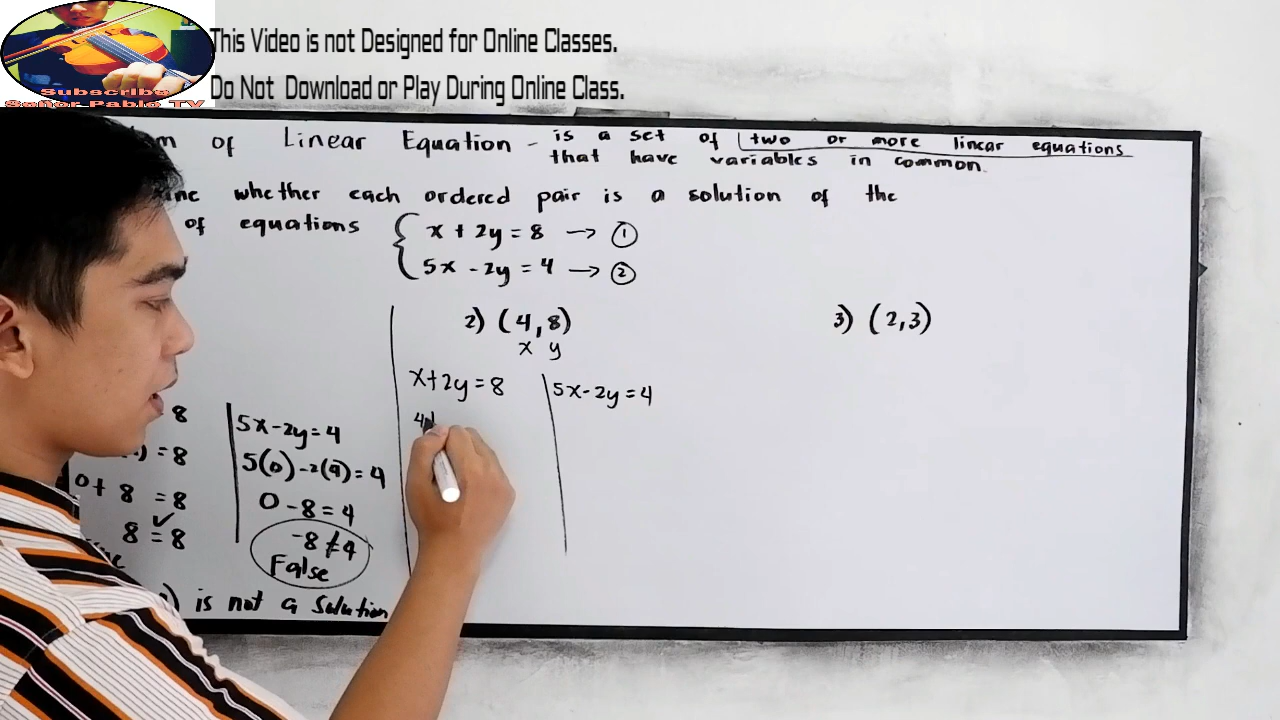 This Video is not Designed for Online Classes.
Do Not Download or Play During Online Class.
Subscribe
Señor Pablo TV
of Linear Equation - is a set of two or more linear equations
that have variables in common.
whether each ordered pair is a solution of the
of equations
x + 2y = 8 → ①
5x - 2y = 4 → ②
2) (4, 8)
x y
3) (2, 3)
x + 2y = 8
5x - 2y = 4
8
5x - 2y = 4
= 8
5(0) - 2(4) = 4
0 + 8 = 8
0 - 8 = 4
8 = 8 ✓
-8 ≠ 4
False
is not a solution